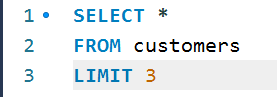 1 SELECT *
2 FROM customers
3 LIMIT 3